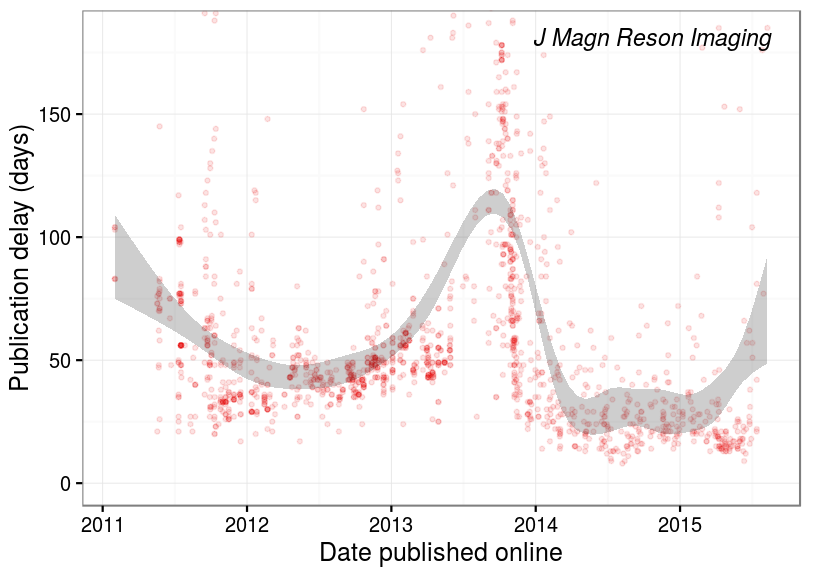 J Magn Reson Imaging
Publication delay (days)
150
100
50
0
2011 2012 2013 2014 2015
Date published online